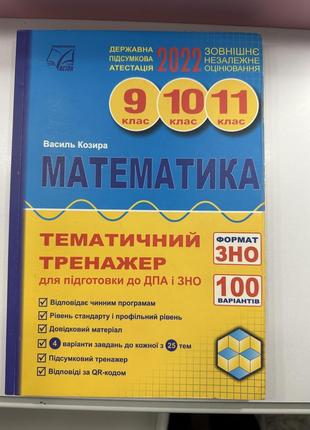 АСТОН
ДЕРЖАВНА
ПІДСУМКОВА
АТЕСТАЦІЯ
2022
ЗОВНІШНЄ
НЕЗАЛЕЖНЕ
ОЦІНЮВАННЯ
9
клас
10
клас
11
клас
Василь Козира
МАТЕМАТИКА
ТЕМАТИЧНИЙ
ТРЕНАЖЕР
для підготовки до ДПА і ЗНО
ФОРМАТ
ЗНО
100
ВАРІАНТІВ
Відповідає чинним програмам
Рівень стандарту і профільний рівень
Довідковий матеріал
4 варіанти завдань до кожної з 25 тем
Підсумковий тренажер
Відповіді за QR-кодом